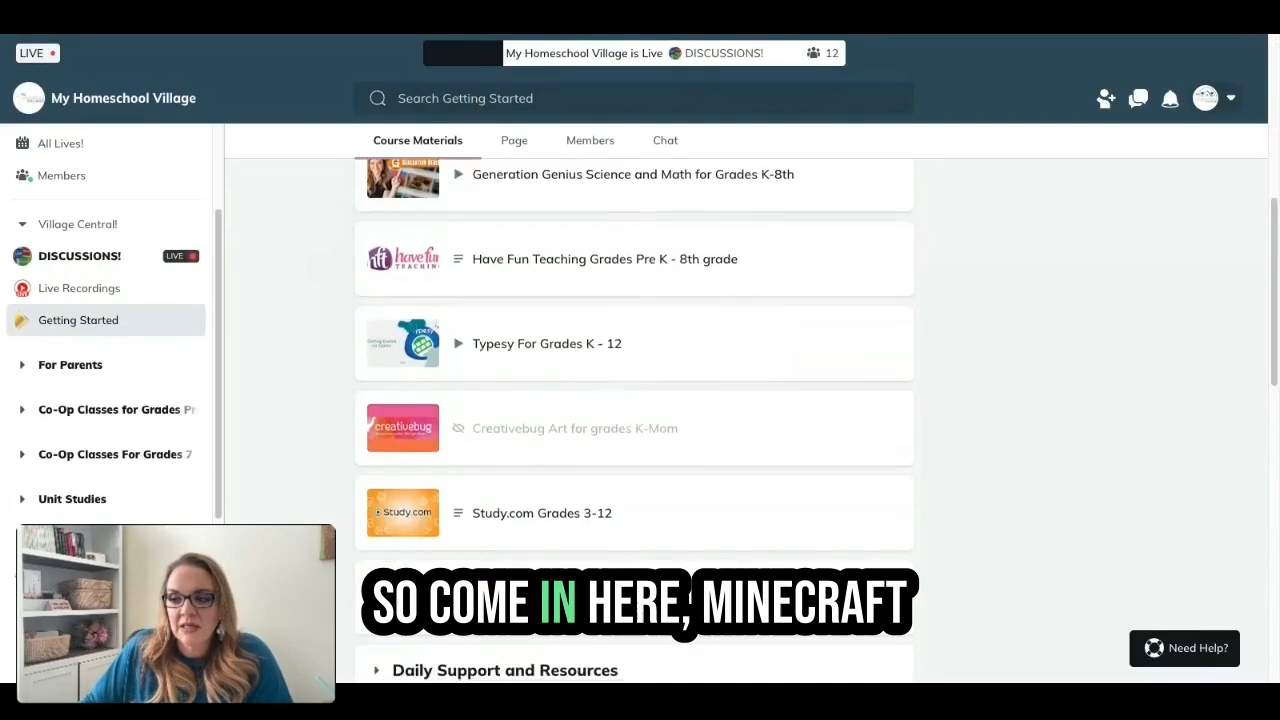 LIVE
My Homeschool Village is Live DISCUSSIONS! 12
My Homeschool Village
Search Getting Started
All Lives!
Members
Village Central!
DISCUSSIONS! LIVE
Live Recordings
Getting Started
For Parents
Co-Op Classes for Grades Pr
Co-Op Classes For Grades 7
Unit Studies
Course Materials Page Members Chat
Generation Genius Science and Math for Grades K-8th
have fun
TEACHING
Have Fun Teaching Grades Pre K - 8th grade
Typesy For Grades K - 12
creativebug
Creativebug Art for grades K-Mom
Study.com
Study.com Grades 3-12
SO COME IN HERE, MINECRAFT
Daily Support and Resources
Need Help?